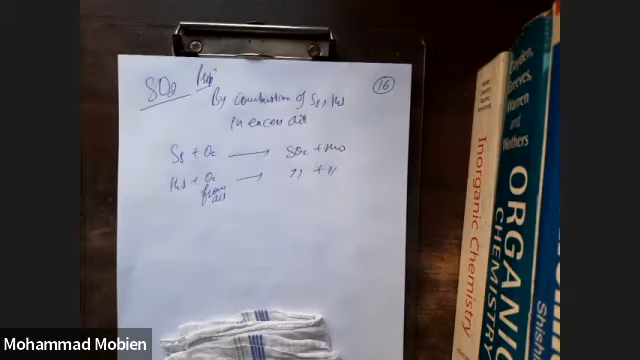 SO2 Prepn
16
By combustion of S8, H2S
in excess air
S8 + O2 → SO2 + H2O
H2S + O2 → " + "
from
air
Inorganic Chemistry
Clayden,
Greeves,
Warren
and
Wothers
ORGANIC
CHEMISTRY
Mohammad Mobien